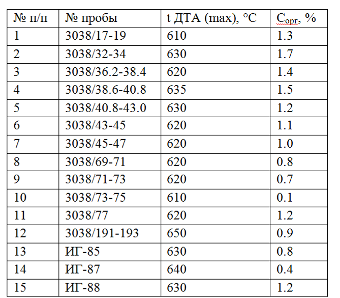 № п/п № пробы t ДТА (max), °С Сорг, %
1 3038/17-19 610 1.3
2 3038/32-34 630 1.7
3 3038/36.2-38.4 620 1.4
4 3038/38.6-40.8 635 1.5
5 3038/40.8-43.0 630 1.2
6 3038/43-45 620 1.1
7 3038/45-47 620 1.0
8 3038/69-71 620 0.8
9 3038/71-73 620 0.7
10 3038/73-75 610 0.1
11 3038/77 620 1.2
12 3038/191-193 650 0.9
13 ИГ-85 630 0.8
14 ИГ-87 640 0.4
15 ИГ-88 630 1.2